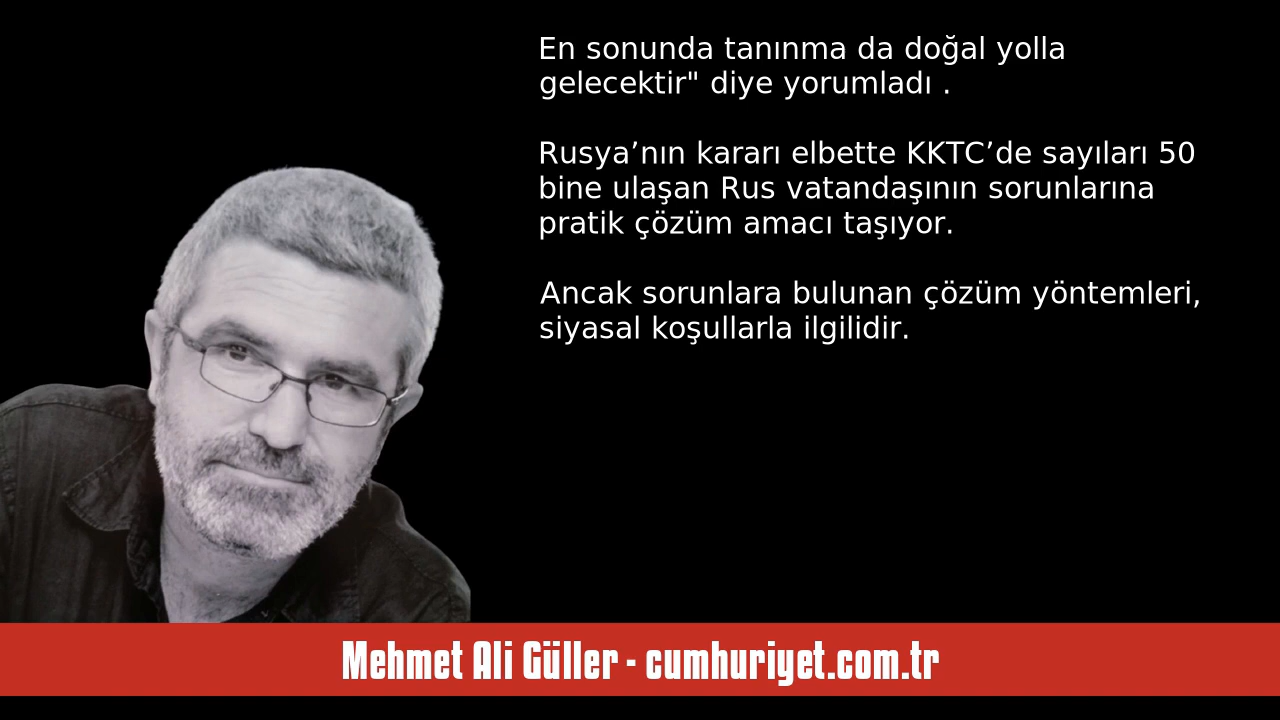 En sonunda tanınma da doğal yolla
gelecektir" diye yorumladı .
Rusya’nın kararı elbette KKTC’de sayıları 50
bine ulaşan Rus vatandaşının sorunlarına
pratik çözüm amacı taşıyor.
Ancak sorunlara bulunan çözüm yöntemleri,
siyasal koşullarla ilgilidir.
Mehmet Ali Güller - cumhuriyet.com.tr